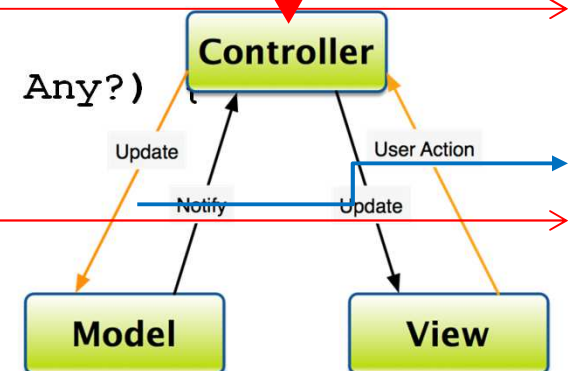 Controller
Any?) {
Update
User Action
Notify
Update
Model
View